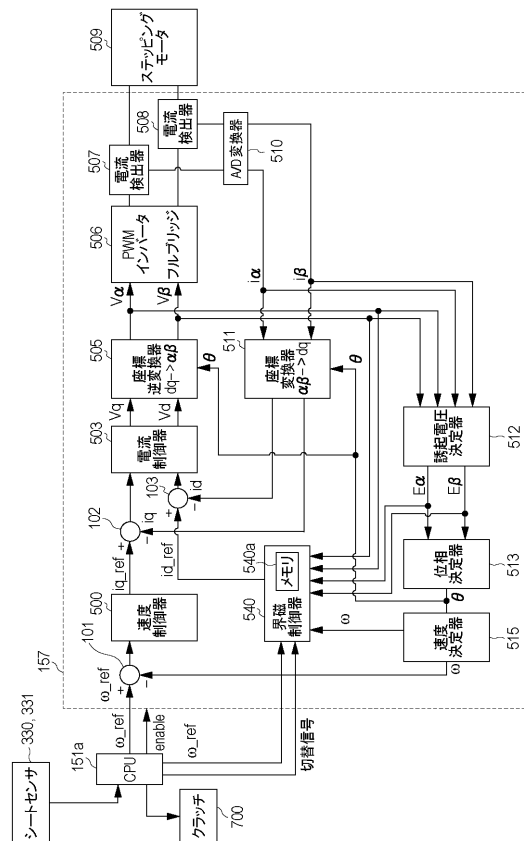 330, 331
シートセンサ
151a
CPU
クラッチ
700
ω_ref
enable
ω_ref
切替信号
157
ω_ref
101
+
−
500
速度
制御器
iq_ref
102
+
−
iq
id_ref
103
+
−
id
503
電流
制御器
Vq
Vd
505
座標
逆変換器
dq->αβ
θ
Vα
Vβ
506
PWM
インバータ
フルブリッジ
507
電流
検出器
508
電流
検出器
509
ステッピング
モータ
A/D変換器
510
iα
iβ
511
座標
変換器
αβ->dq
θ
540
540a
メモリ
界磁
制御器
ω
誘起電圧
決定器
512
Eα
Eβ
位相
決定器
513
θ
速度
決定器
515
ω